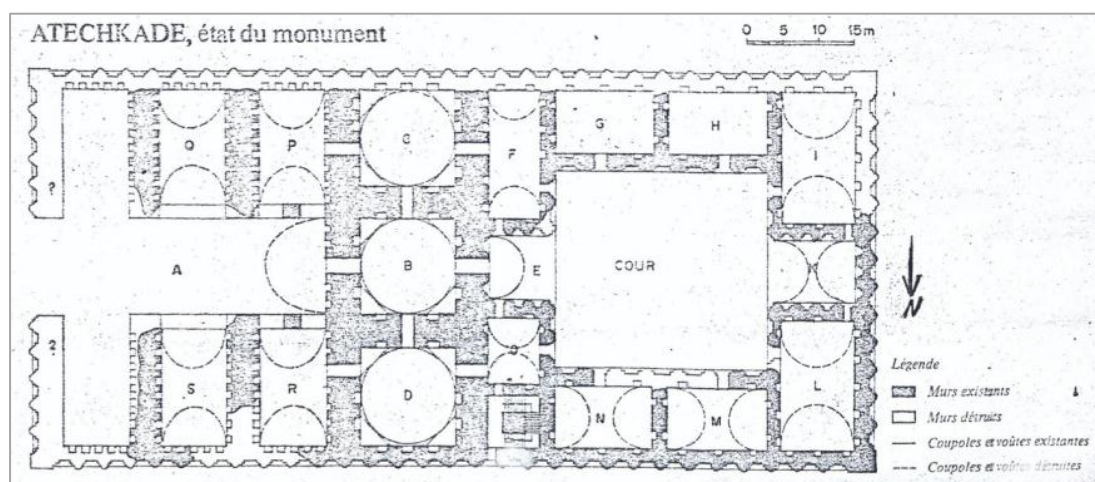 ATECHKADE, état du monument
0 5 10 15m
Q P C F G H I
?
A B E COUR K
N
?
S R D O N M L
Légende
Murs existants
Murs détruits
Coupoles et voûtes existantes
Coupoles et voûtes détruites